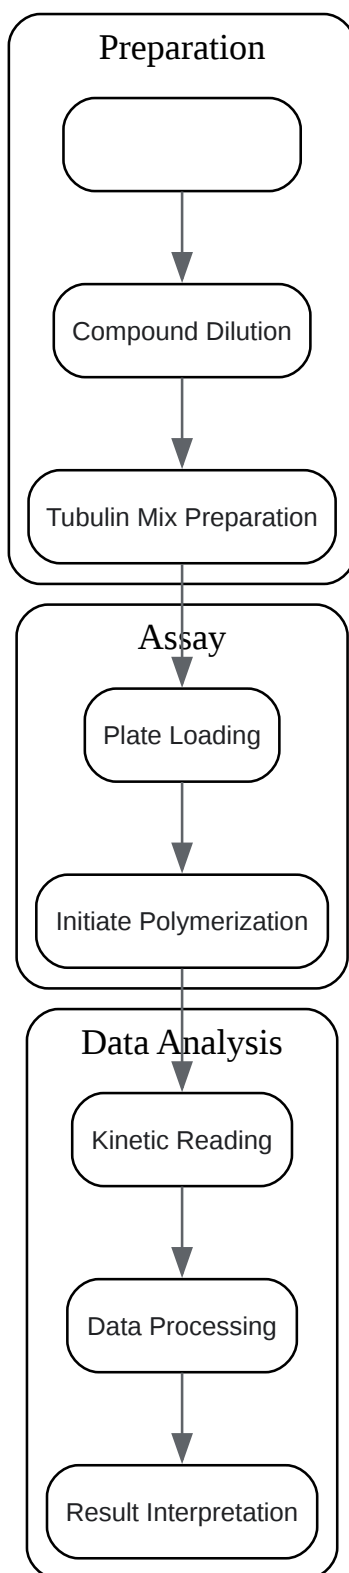 Preparation
Compound Dilution
Tubulin Mix Preparation
Assay
Plate Loading
Initiate Polymerization
Data Analysis
Kinetic Reading
Data Processing
Result Interpretation